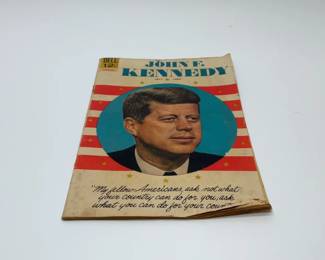 DELL
12¢
JOHN F.
KENNEDY
"My fellow Americans, ask not what
your country can do for you, ask
what you can do for your